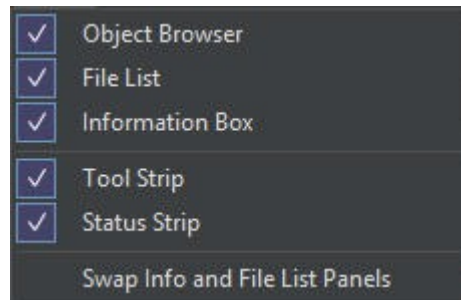 Object Browser
File List
Information Box
Tool Strip
Status Strip
Swap Info and File List Panels